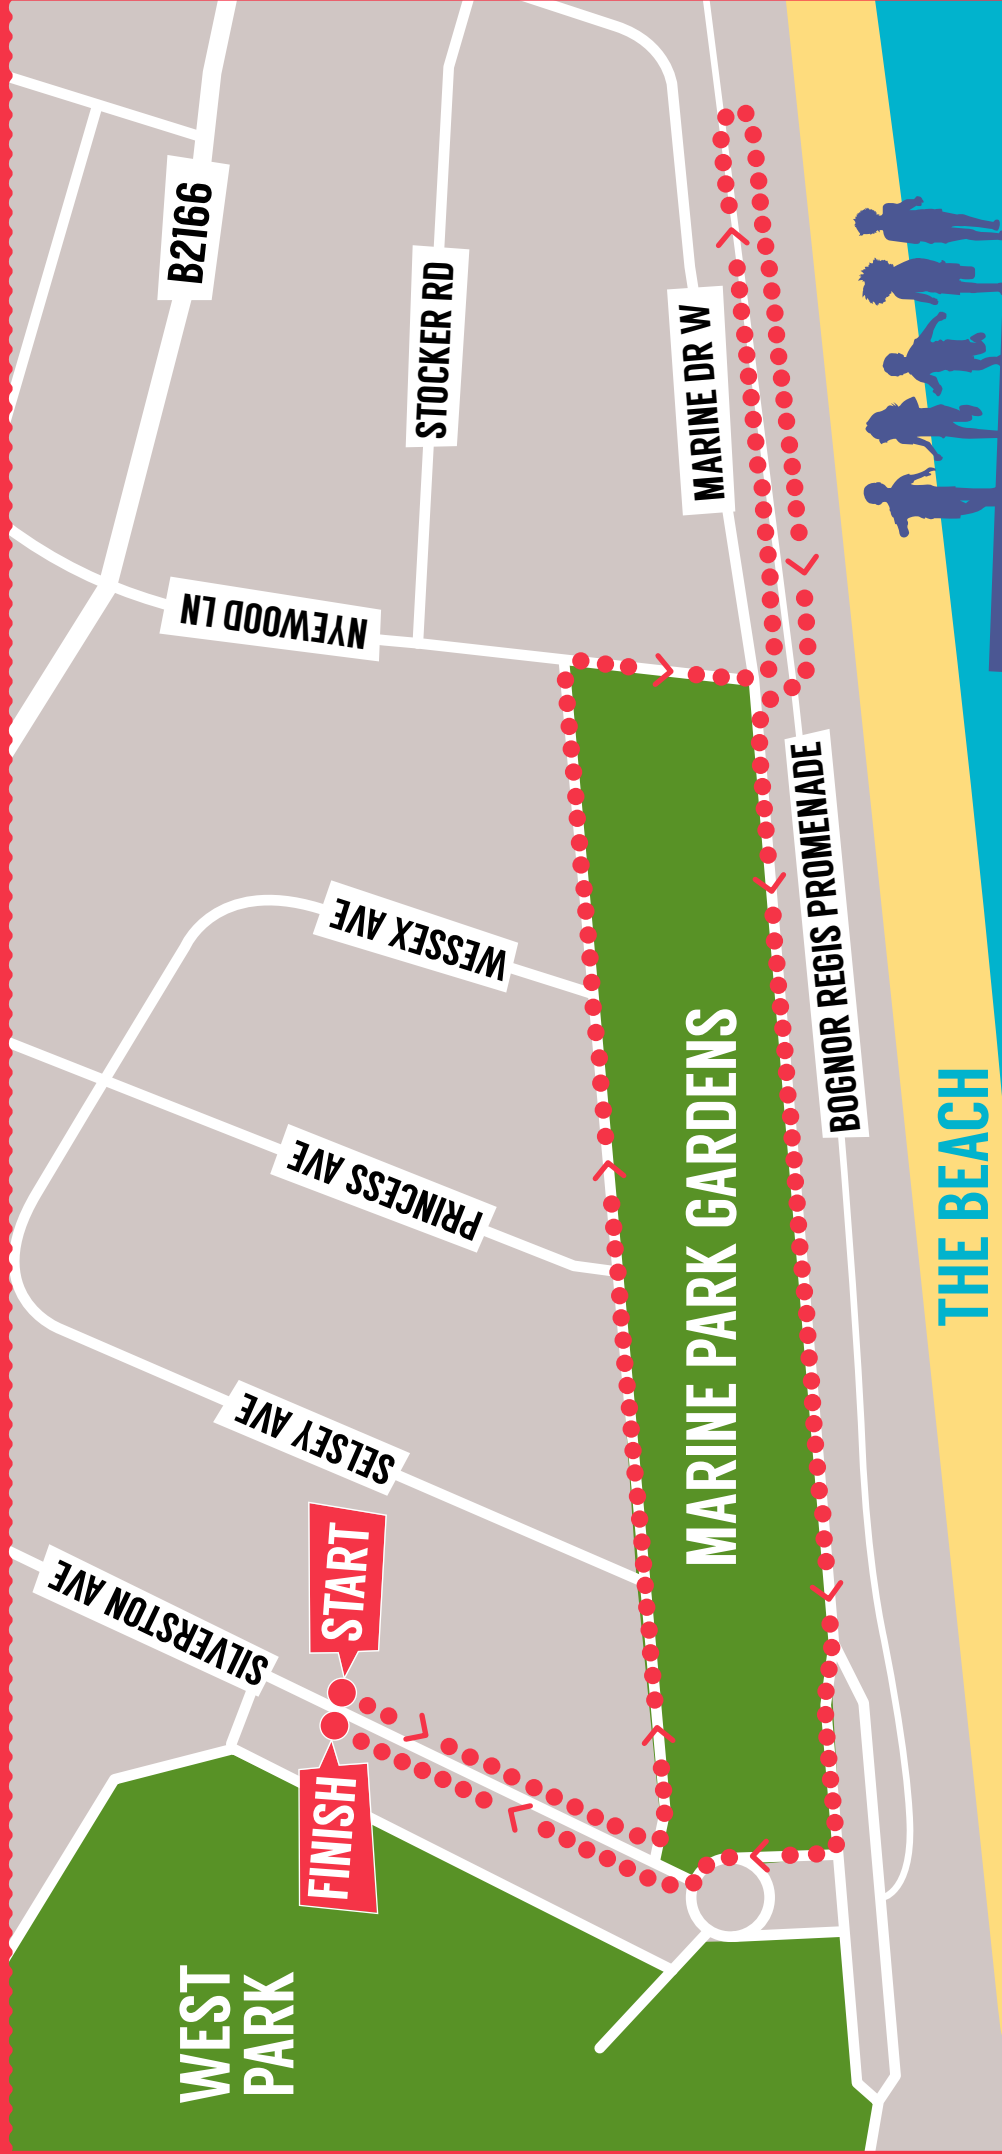 B2166
STOCKER RD
MARINE DR W
NYEWOOD LN
BOGNOR REGIS PROMENADE
WESSEX AVE
PRINCESS AVE
MARINE PARK GARDENS
THE BEACH
SELSEY AVE
SILVERSTON AVE
START
FINISH
WEST
PARK